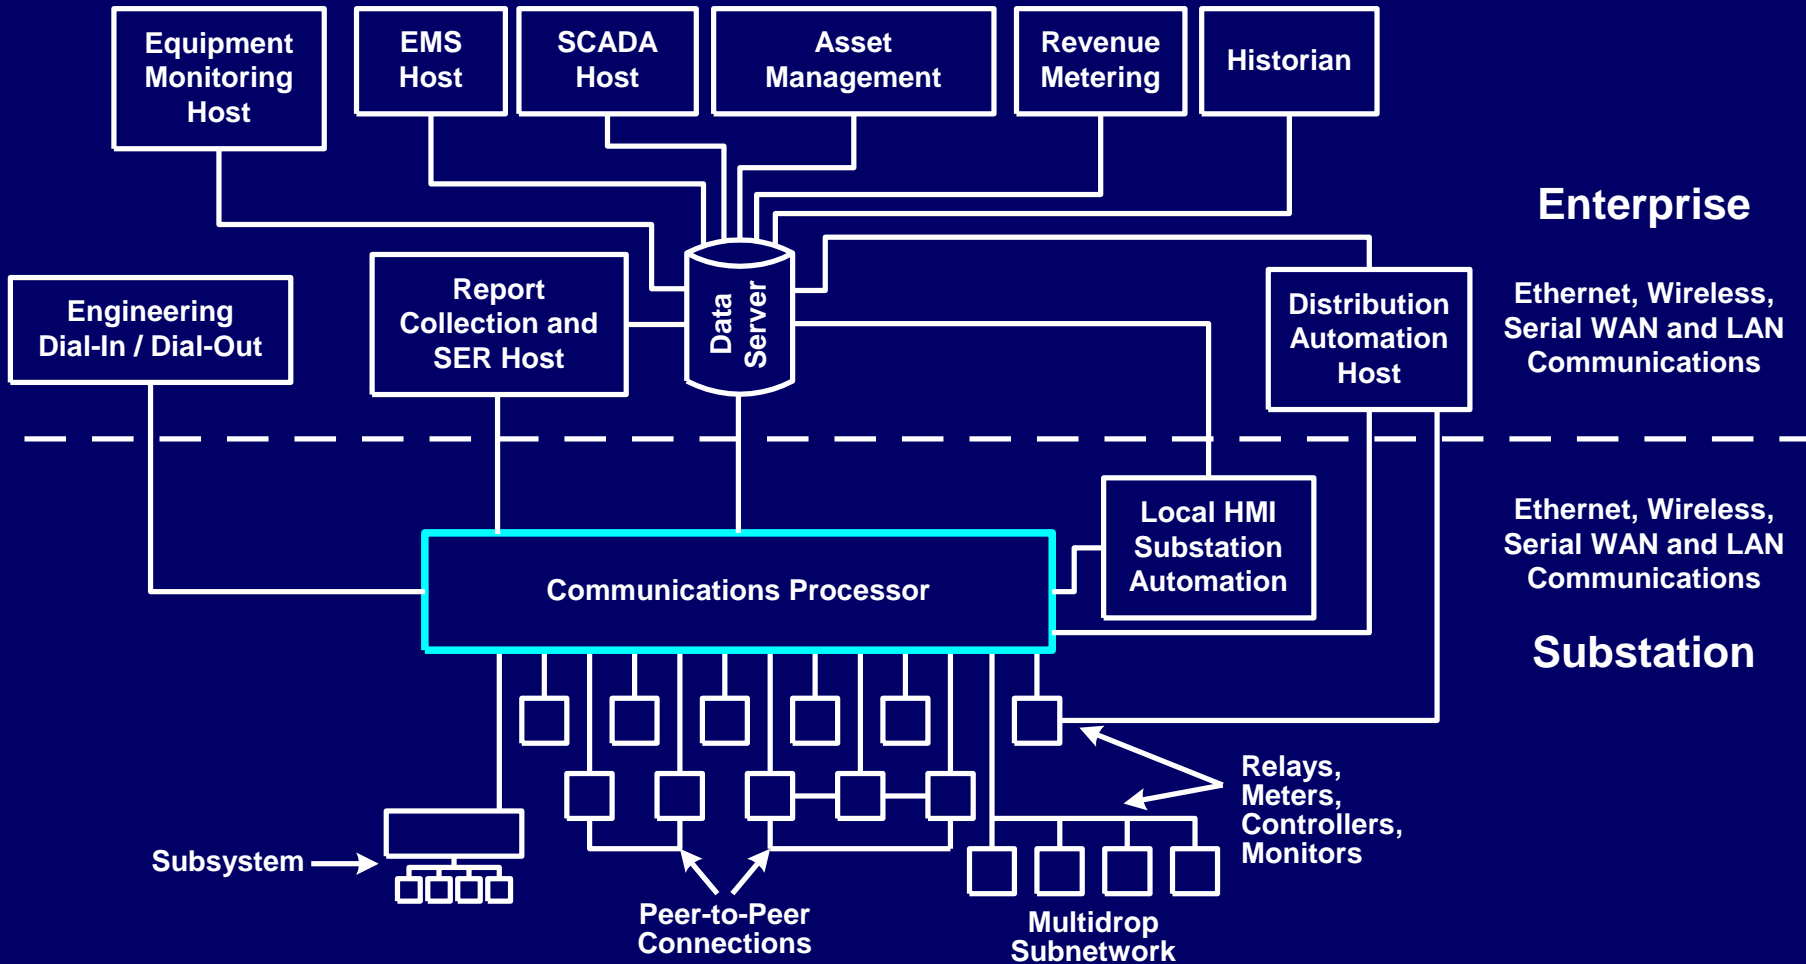 Equipment
Monitoring
Host
EMS
Host
SCADA
Host
Asset
Management
Revenue
Metering
Historian
Enterprise
Engineering
Dial-In / Dial-Out
Report
Collection and
SER Host
Data
Server
Distribution
Automation
Host
Ethernet, Wireless,
Serial WAN and LAN
Communications
Local HMI
Substation
Automation
Ethernet, Wireless,
Serial WAN and LAN
Communications
Communications Processor
Substation
Relays,
Meters,
Controllers,
Monitors
Subsystem
Peer-to-Peer
Connections
Multidrop
Subnetwork